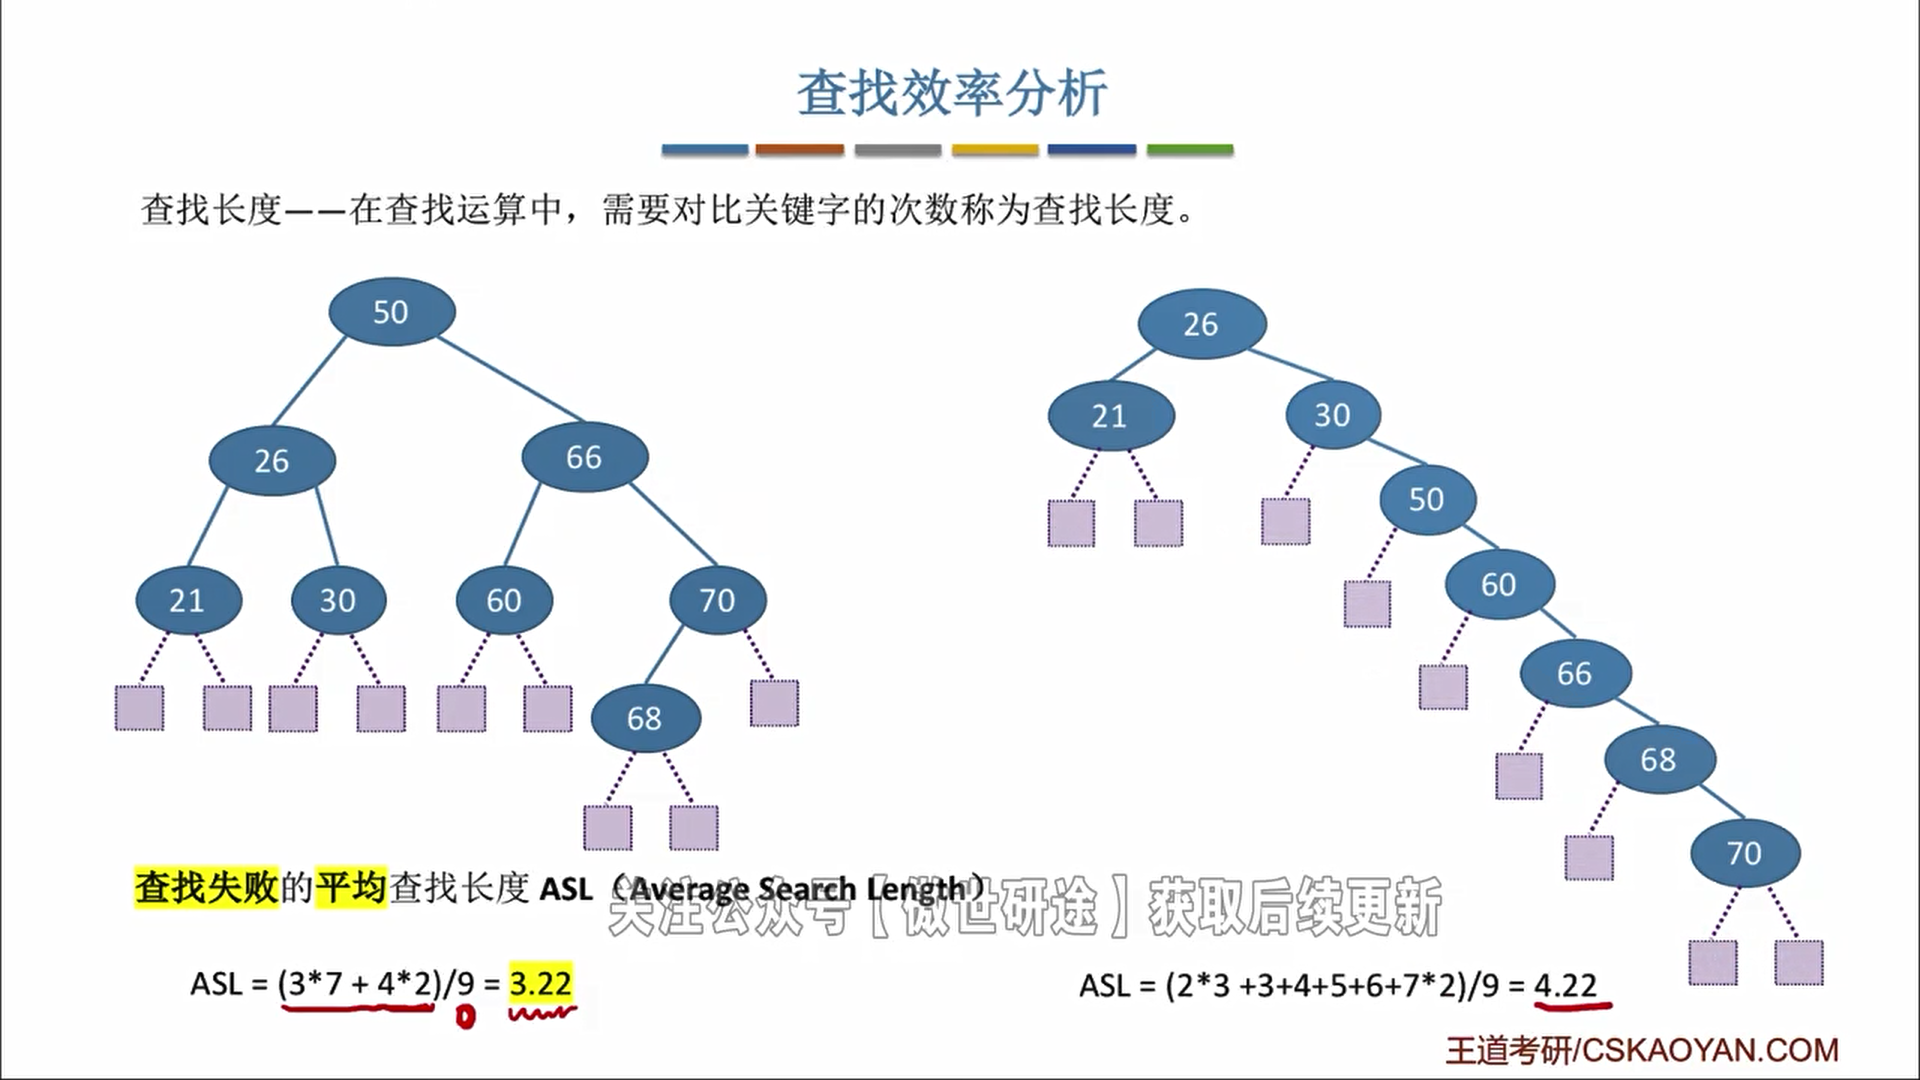 查找效率分析
查找长度——在查找运算中，需要对比关键字的次数称为查找长度。
50
26 66
21 30 60 70
68
26
21 30
50
60
66
68
70
查找失败的平均查找长度 ASL（Average Search Length）
关注公众号【傲世研途】获取后续更新
ASL = (3*7 + 4*2)/9 = 3.22
ASL = (2*3 +3+4+5+6+7*2)/9 = 4.22
王道考研/CSKAOYAN.COM